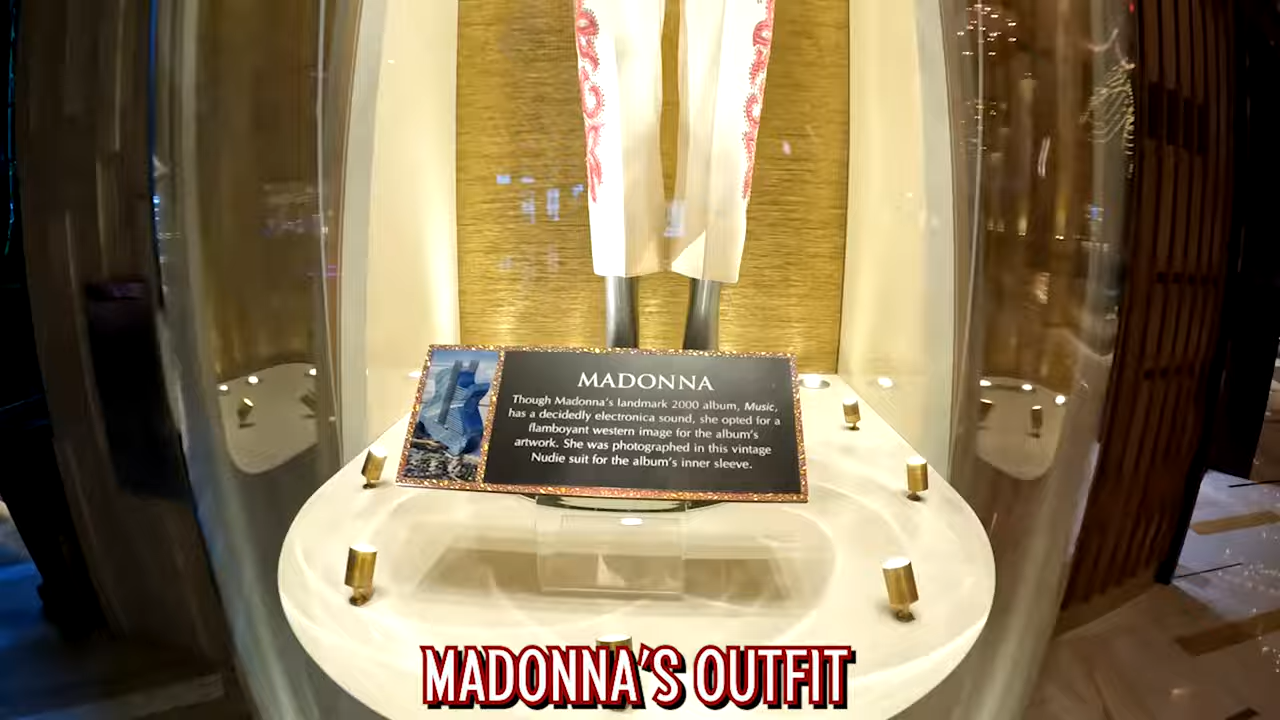 MADONNA
Though Madonna's landmark 2000 album, Music,
has a decidedly electronica sound, she opted for a
flamboyant western image for the album's
artwork. She was photographed in this vintage
Nudie suit for the album's inner sleeve.
MADONNA'S OUTFIT